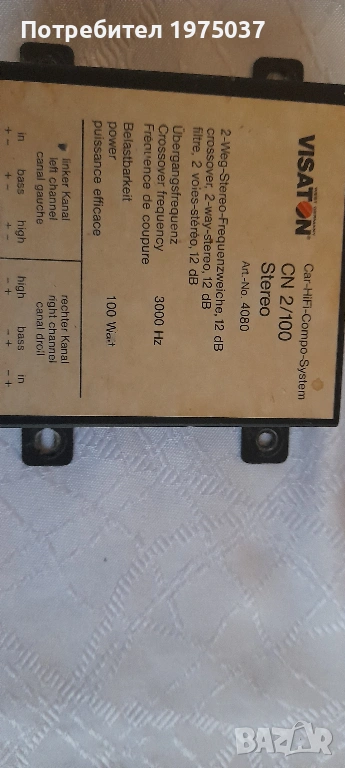 Потребител 1975037
VISATON®
Car-HiFi-Compo-System
CN 2/100
Stereo
Art.-No. 4080
2-Weg-Stereo-Frequenzweiche, 12 dB
crossover, 2-way-stereo, 12 dB
filtre, 2 voies-stéreo, 12 dB
Übergangsfrequenz
Crossover frequency
Fréquence de coupure
3000 Hz
Belastbarkeit
power
puissance efficace
100 Watt
linker Kanal
left channel
canal gauche
rechter Kanal
right channel
canal droit
in bass high high bass in
+ - + - + - - + - + - +
BAZAR